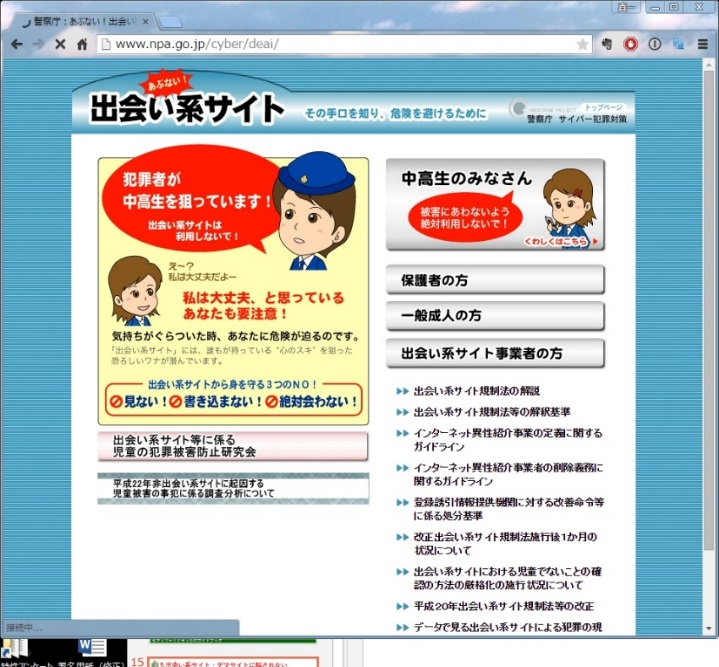 警察庁：あぶない！出会い
www.npa.go.jp/cyber/deai/
あぶない！
出会い系サイト
その手口を知り、危険を避けるために
トップページ
警察庁 サイバー犯罪対策
犯罪者が
中高生を狙っています！
出会い系サイトは
利用しないで！
え～？
私は大丈夫だよー
私は大丈夫、と思っている
あなたも要注意！
気持ちがぐらついた時、あなたに危険が迫るのです。
「出会い系サイト」には、誰もが持っている“心のスキ”を狙った
恐ろしいワナが潜んでいます。
出会い系サイトから身を守る3つのNO！
見ない！書き込まない！絶対会わない！
出会い系サイト等に係る
児童の犯罪被害防止研究会
平成22年非出会い系サイトに起因する
児童被害の事犯に係る調査分析について
中高生のみなさん
被害にあわないよう
絶対利用しないで！
くわしくはこちら
保護者の方
一般成人の方
出会い系サイト事業者の方
出会い系サイト規制法の解説
出会い系サイト規制法等の解釈基準
インターネット異性紹介事業の定義に関する
ガイドライン
インターネット異性紹介事業者の削除義務に
関するガイドライン
登録誘引情報提供機関に対する改善命令等
に係る処分基準
改正出会い系サイト規制法施行後1か月の
状況について
出会い系サイトにおける児童でないことの確
認の方法の厳格化の施行状況について
平成20年出会い系サイト規制法等の改正
データで見る出会い系サイトによる犯罪の現
接続中...
15